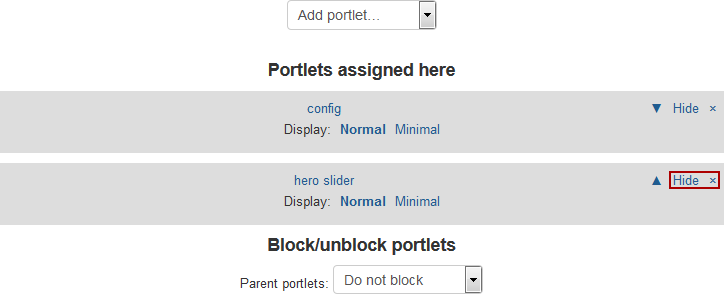 Add portlet…
Portlets assigned here
config ▼ Hide ×
Display: Normal Minimal
hero slider ▲ Hide ×
Display: Normal Minimal
Block/unblock portlets
Parent portlets: Do not block